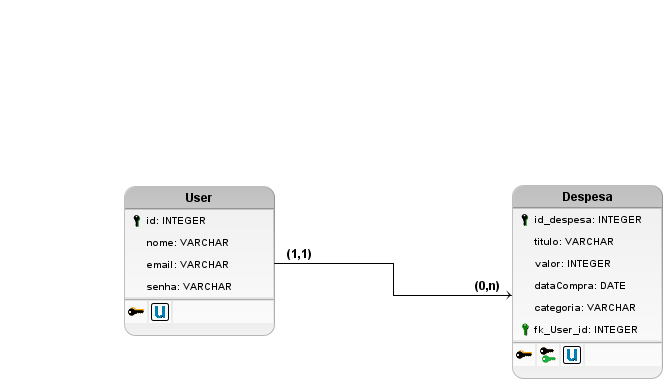 User
id: INTEGER
nome: VARCHAR
email: VARCHAR
senha: VARCHAR
U
(1,1)
(0,n)
Despesa
id_despesa: INTEGER
titulo: VARCHAR
valor: INTEGER
dataCompra: DATE
categoria: VARCHAR
fk_User_id: INTEGER
U